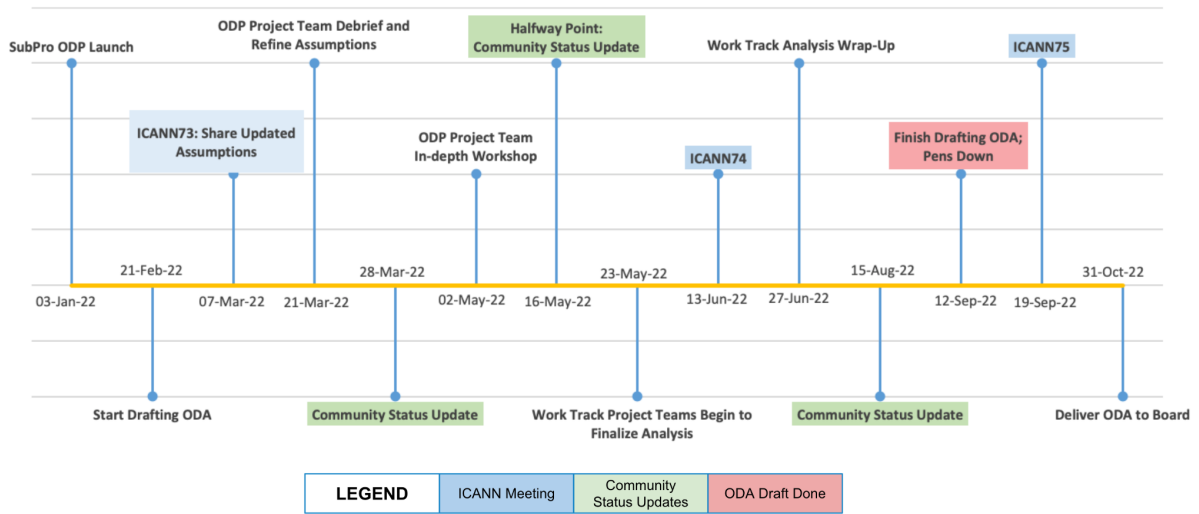 ODP Project Team Debrief and
Refine Assumptions
SubPro ODP Launch
Halfway Point:
Community Status Update
Work Track Analysis Wrap-Up
ICANN75
ICANN73: Share Updated
Assumptions
ODP Project Team
In-depth Workshop
ICANN74
Finish Drafting ODA;
Pens Down
21-Feb-22
28-Mar-22
23-May-22
15-Aug-22
31-Oct-22
03-Jan-22
07-Mar-22
21-Mar-22
02-May-22
16-May-22
13-Jun-22
27-Jun-22
12-Sep-22
19-Sep-22
Start Drafting ODA
Community Status Update
Work Track Project Teams Begin to
Finalize Analysis
Community Status Update
Deliver ODA to Board
LEGEND
ICANN Meeting
Community
Status Updates
ODA Draft Done